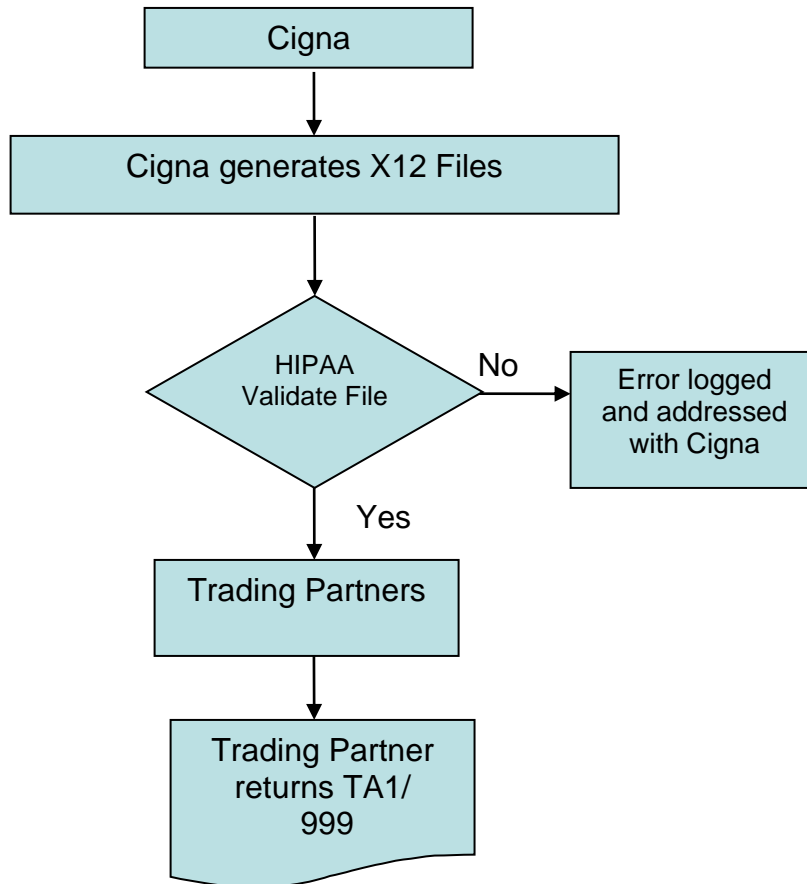 Cigna
Cigna generates X12 Files
HIPAA
Validate File
No
Error logged
and addressed
with Cigna
Yes
Trading Partners
Trading Partner
returns TA1/
999